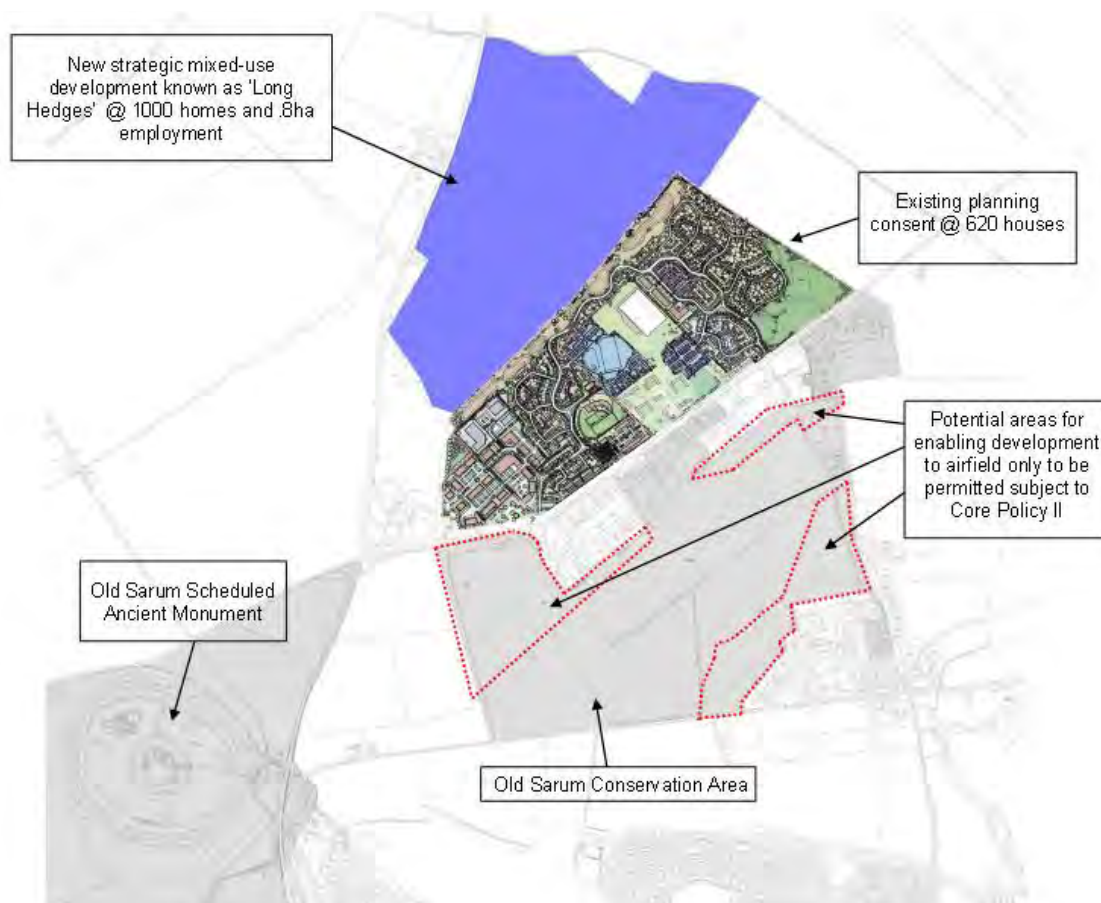 New strategic mixed-use
development known as 'Long
Hedges' @ 1000 homes and .8ha
employment
Existing planning
consent @ 620 houses
Potential areas for
enabling development
to airfield only to be
permitted subject to
Core Policy II
Old Sarum Scheduled
Ancient Monument
Old Sarum Conservation Area